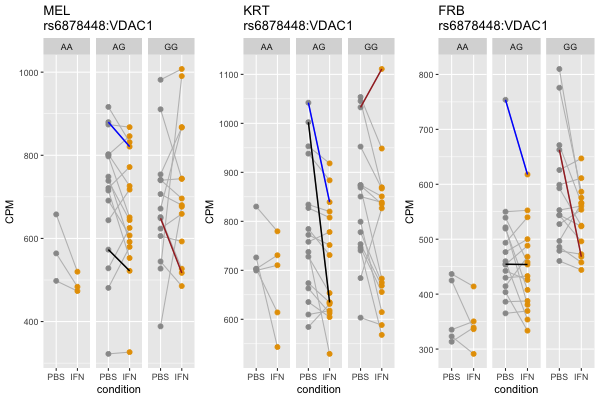 MEL
rs6878448:VDAC1
AA AG GG
CPM
1000
800
600
400
PBS IFN PBS IFN PBS IFN
condition
KRT
rs6878448:VDAC1
AA AG GG
CPM
1100
1000
900
800
700
600
PBS IFN PBS IFN PBS IFN
condition
FRB
rs6878448:VDAC1
AA AG GG
CPM
800
700
600
500
400
300
PBS IFN PBS IFN PBS IFN
condition